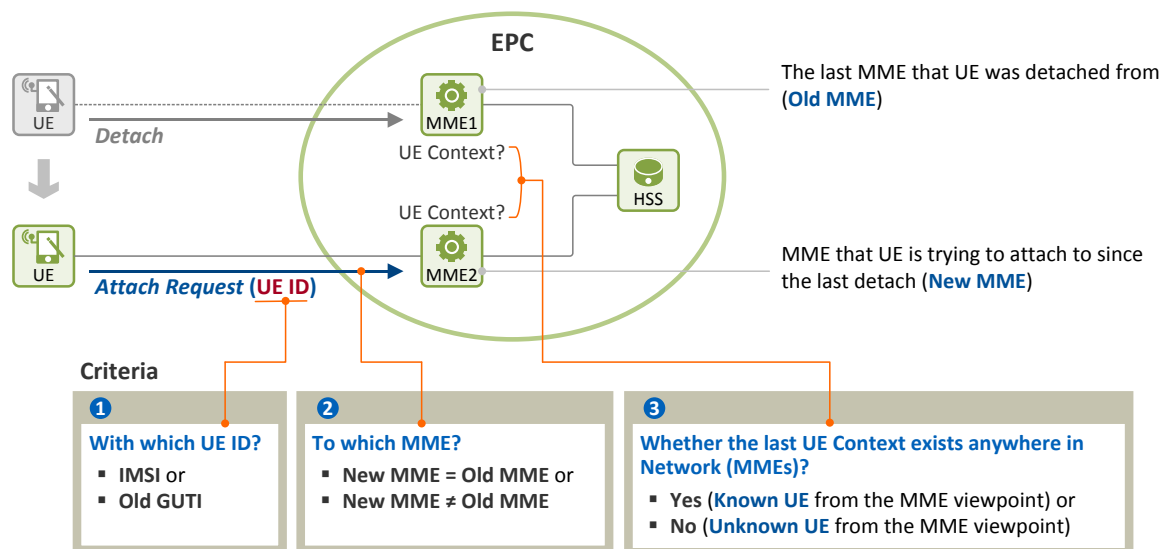 EPC
The last MME that UE was detached from
(Old MME)
UE
MME1
Detach
UE Context?
HSS
UE Context?
UE
MME2
MME that UE is trying to attach to since
the last detach (New MME)
Attach Request (UE ID)
Criteria
1
With which UE ID?
▪ IMSI or
▪ Old GUTI
2
To which MME?
▪ New MME = Old MME or
▪ New MME ≠ Old MME
3
Whether the last UE Context exists anywhere in
Network (MMEs)?
▪ Yes (Known UE from the MME viewpoint) or
▪ No (Unknown UE from the MME viewpoint)